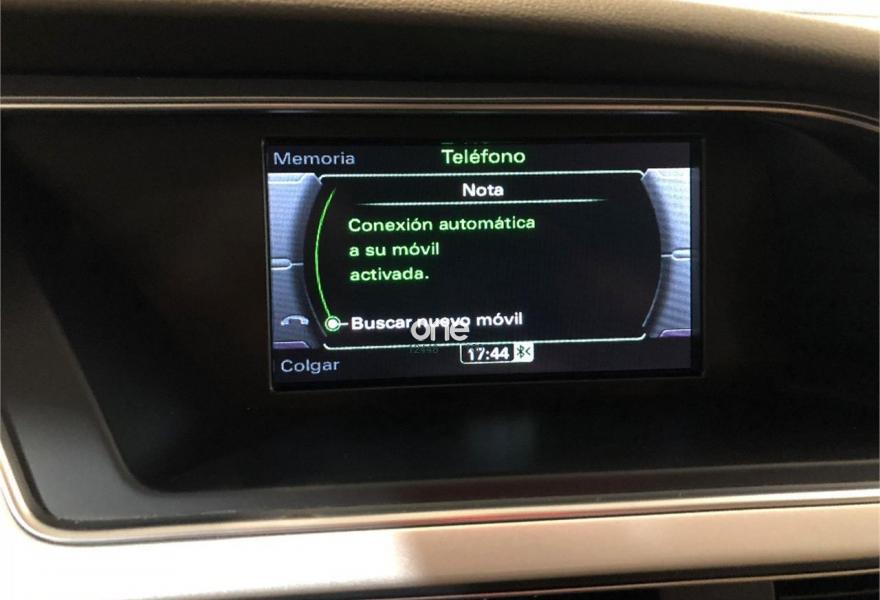 Memoria
Teléfono
Nota
Conexión automática
a su móvil
activada.
Buscar nuevo móvil
one
17:44
Colgar